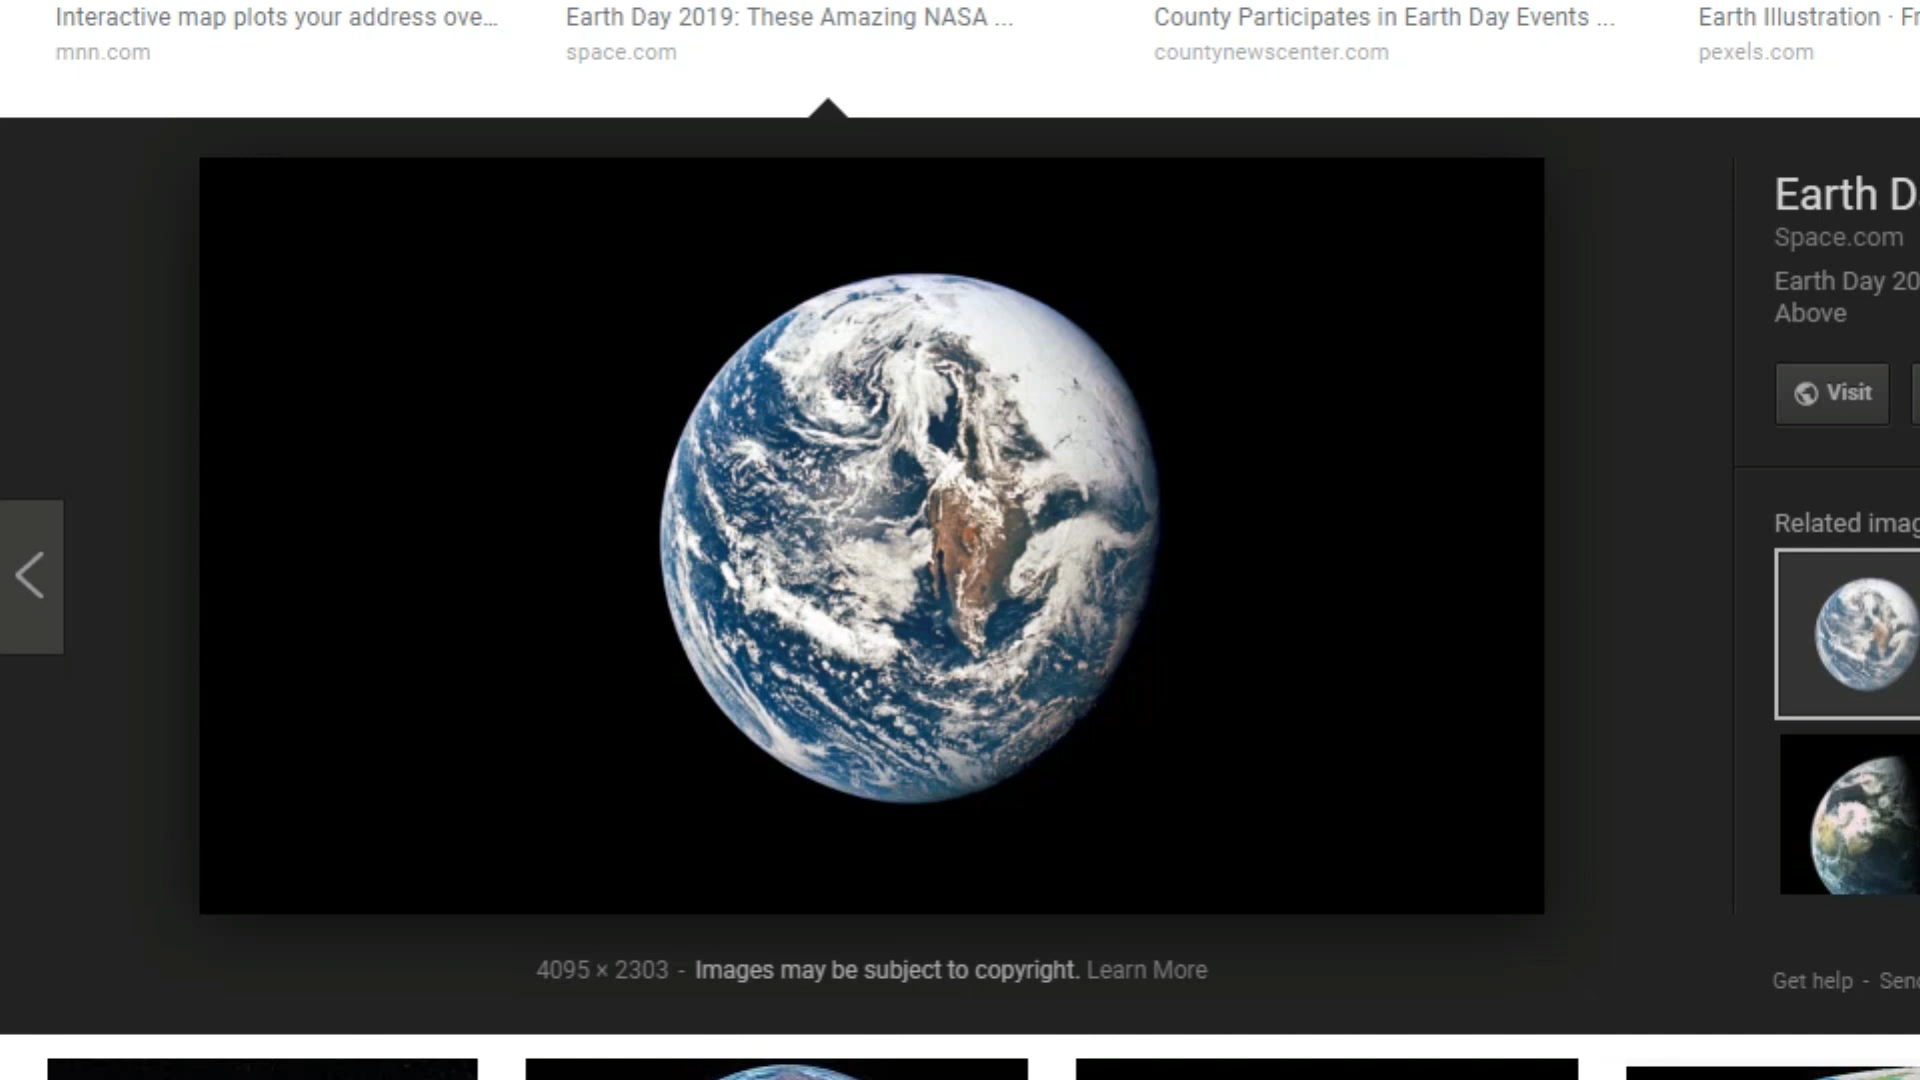 Interactive map plots your address ove...
Earth Day 2019: These Amazing NASA ...
County Participates in Earth Day Events ...
Earth Illustration · Fr
mnn.com
space.com
countynewscenter.com
pexels.com
Earth Da
Space.com
Earth Day 20
Above
Visit
Related imag
4095 × 2303 - Images may be subject to copyright. Learn More
Get help - Send